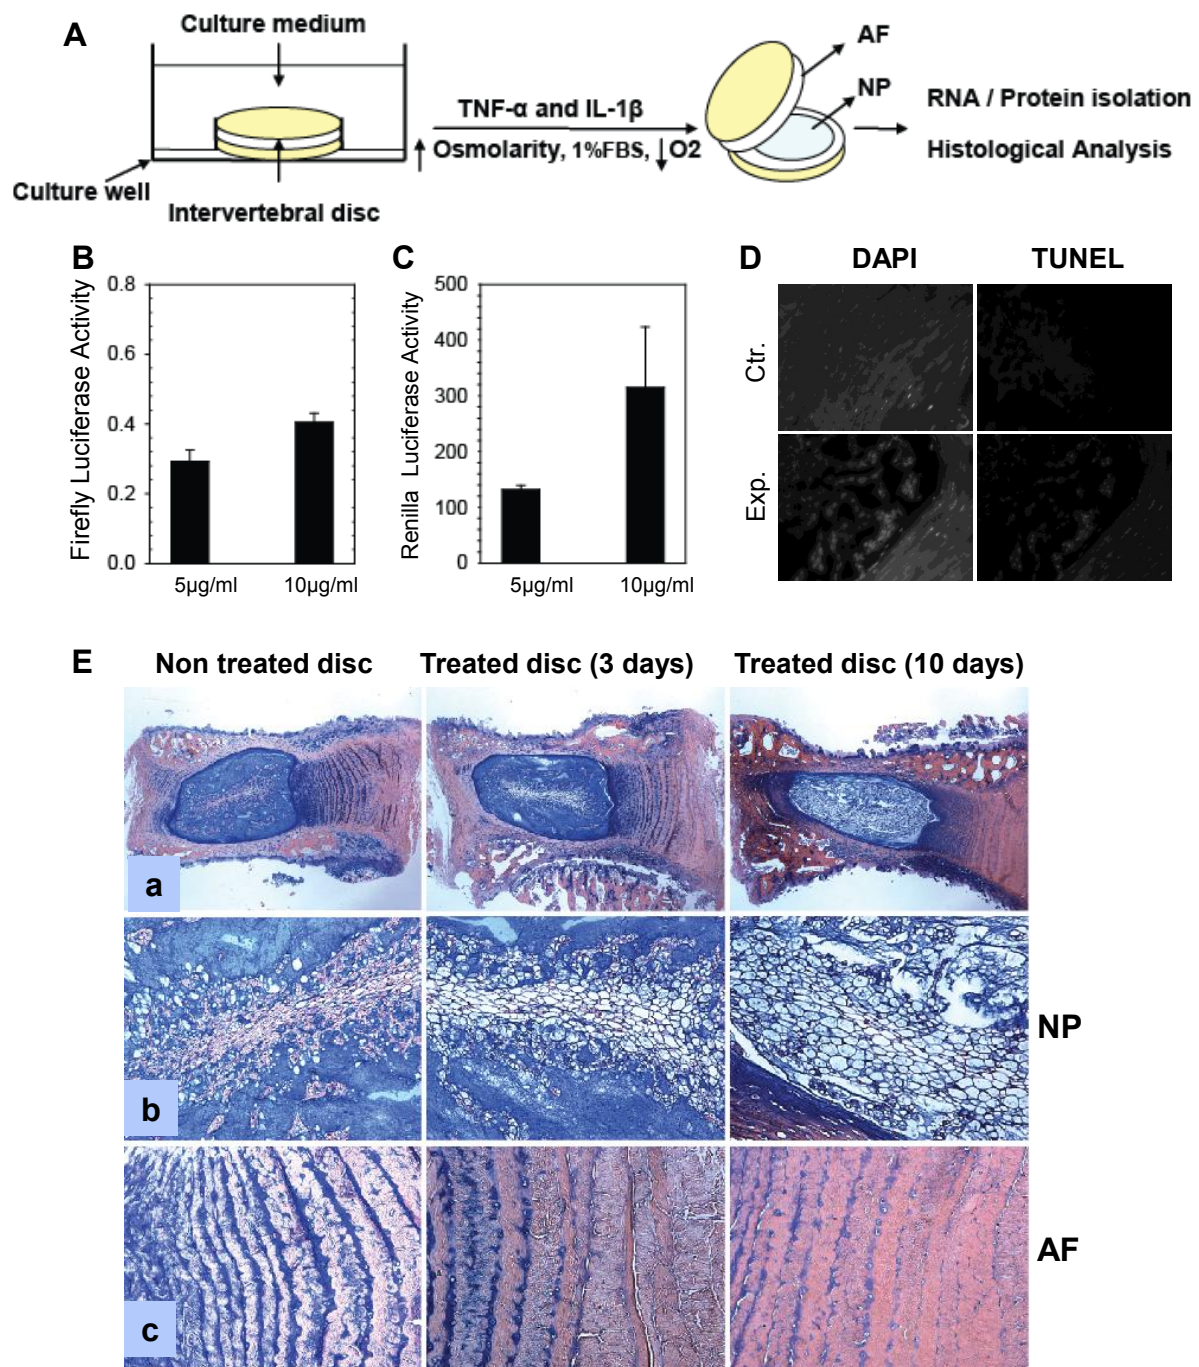 A
Culture medium
Culture well
Intervertebral disc
TNF-α and IL-1β
Osmolarity, 1%FBS, O2
AF
NP
RNA / Protein isolation
Histological Analysis
B
Firefly Luciferase Activity
0.8
0.6
0.4
0.2
0.0
5µg/ml 10µg/ml
C
Renilla Luciferase Activity
500
400
300
200
100
0
5µg/ml 10µg/ml
D
DAPI TUNEL
Ctr.
Exp.
E
Non treated disc Treated disc (3 days) Treated disc (10 days)
a
b
NP
c
AF